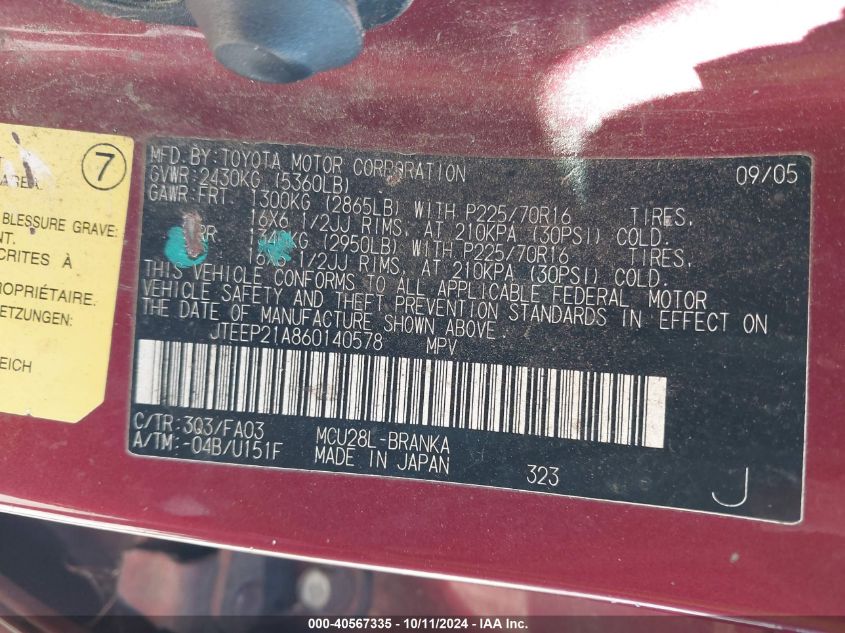 7
AREA
BLESSURE GRAVE:
NT.
CRITES À
ROPRIÉTAIRE.
ETZUNGEN:
EICH
MFD. BY: TOYOTA MOTOR CORPORATION 09/05
GVWR: 2430KG (5360LB)
GAWR: FRT. 1300KG (2865LB) WITH P225/70R16 TIRES,
16X6 1/2JJ RIMS, AT 210KPA (30PSI) COLD.
RR 1340KG (2950LB) WITH P225/70R16 TIRES,
16X6 1/2JJ RIMS, AT 210KPA (30PSI) COLD.
THIS VEHICLE CONFORMS TO ALL APPLICABLE FEDERAL MOTOR
VEHICLE SAFETY AND THEFT PREVENTION STANDARDS IN EFFECT ON
THE DATE OF MANUFACTURE SHOWN ABOVE.
JTEEP21A860140578 MPV
C/TR: 3Q3/FA03 MCU28L-BRANKA
A/TM: -04B/U151F MADE IN JAPAN 323 J
000-40567335 - 10/11/2024 - IAA Inc.